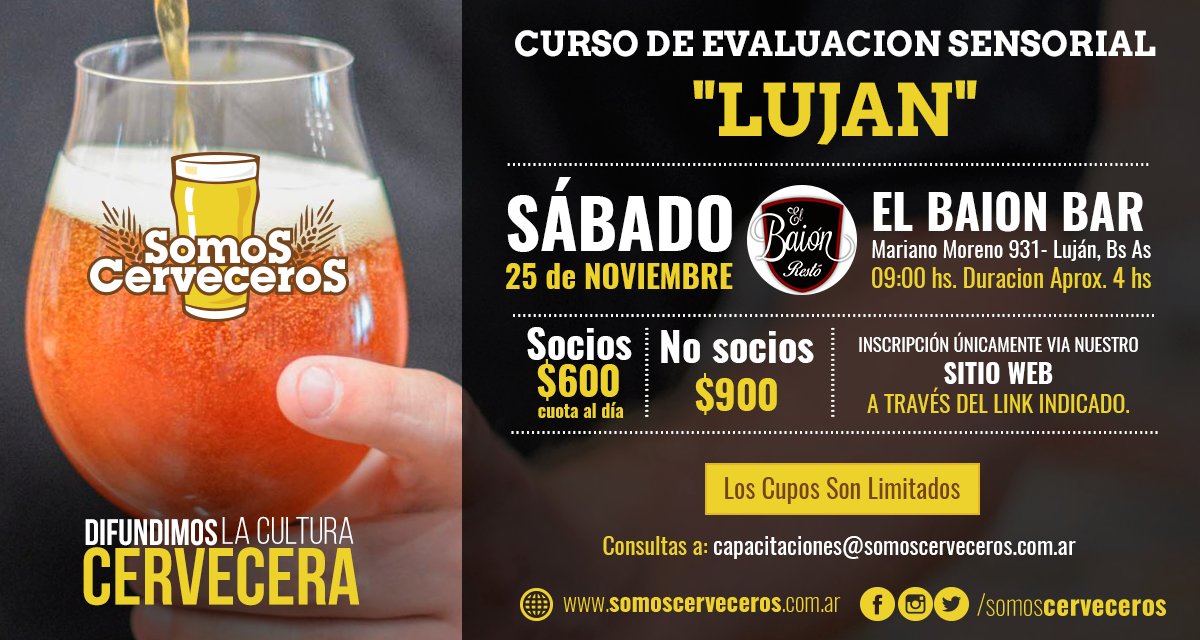 Somos
Cerveceros
DIFUNDIMOS LA CULTURA
CERVECERA
CURSO DE EVALUACION SENSORIAL
"LUJAN"
SÁBADO
25 de NOVIEMBRE
El
Baión
Restó
EL BAION BAR
Mariano Moreno 931- Luján, Bs As
09:00 hs. Duracion Aprox. 4 hs
Socios
$600
cuota al día
No socios
$900
INSCRIPCIÓN ÚNICAMENTE VIA NUESTRO
SITIO WEB
A TRAVÉS DEL LINK INDICADO.
Los Cupos Son Limitados
Consultas a: capacitaciones@somoscerveceros.com.ar
www.somoscerveceros.com.ar
/somoscerveceros